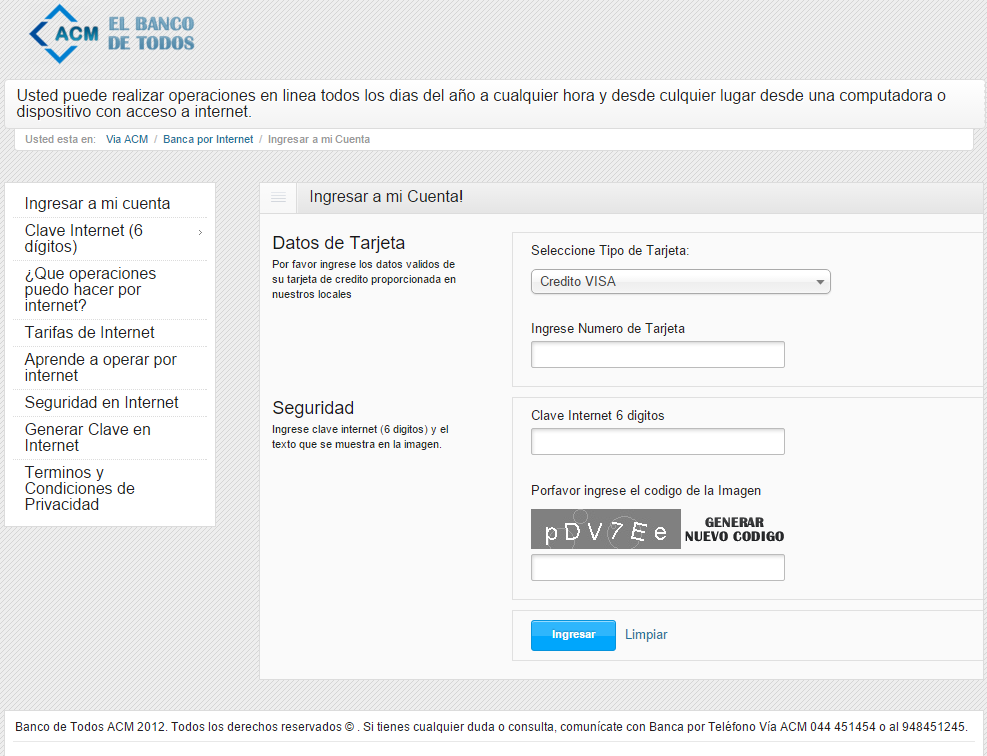 ACM EL BANCO
DE TODOS
Usted puede realizar operaciones en linea todos los dias del año a cualquier hora y desde culquier lugar desde una computadora o
dispositivo con acceso a internet.
Usted esta en: Via ACM / Banca por Internet / Ingresar a mi Cuenta
Ingresar a mi cuenta
Clave Internet (6
dígitos)
¿Que operaciones
puedo hacer por
internet?
Tarifas de Internet
Aprende a operar por
internet
Seguridad en Internet
Generar Clave en
Internet
Terminos y
Condiciones de
Privacidad
Ingresar a mi Cuenta!
Datos de Tarjeta
Por favor ingrese los datos validos de
su tarjeta de credito proporcionada en
nuestros locales
Seleccione Tipo de Tarjeta:
Credito VISA
Ingrese Numero de Tarjeta
Seguridad
Ingrese clave internet (6 digitos) y el
texto que se muestra en la imagen.
Clave Internet 6 digitos
Porfavor ingrese el codigo de la Imagen
pDV7Ee
GENERAR
NUEVO CODIGO
Ingresar Limpiar
Banco de Todos ACM 2012. Todos los derechos reservados © . Si tienes cualquier duda o consulta, comunícate con Banca por Teléfono Vía ACM 044 451454 o al 948451245.